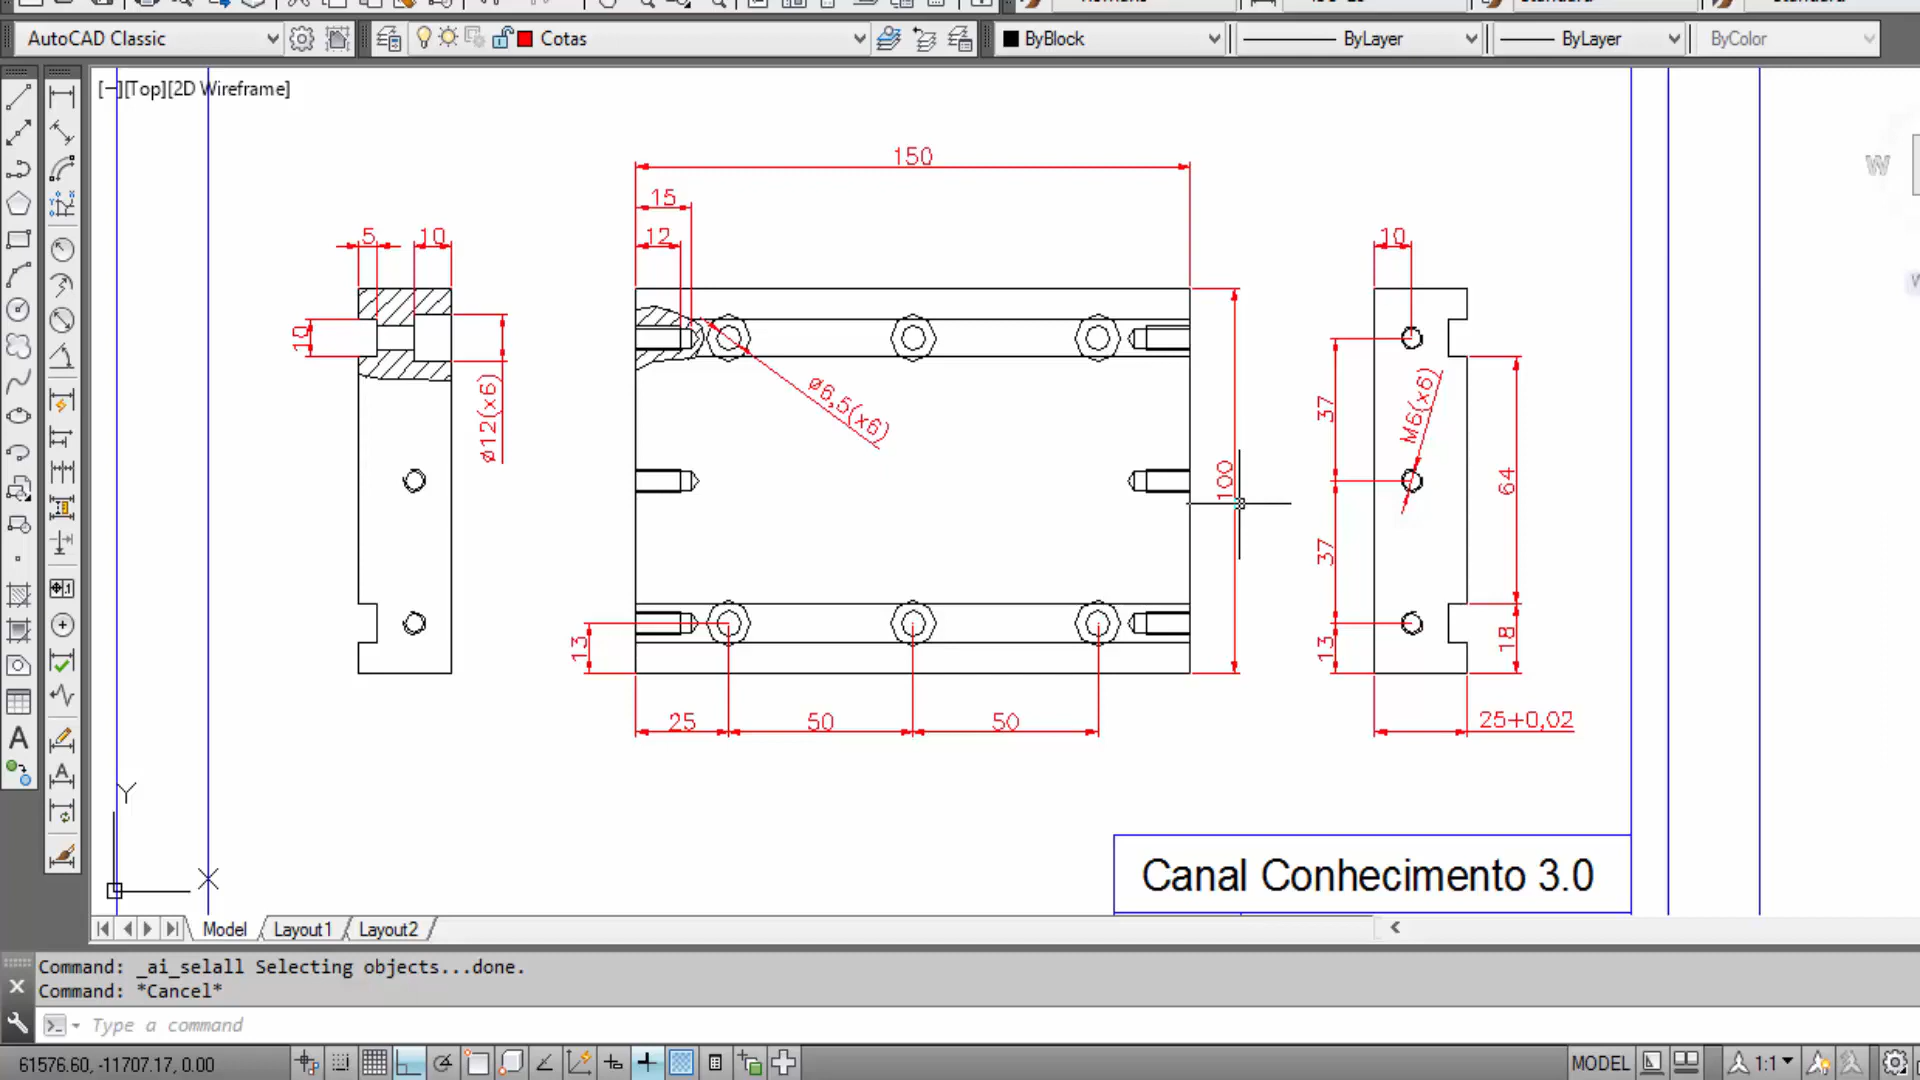 AutoCAD Classic
Cotas
ByBlock
ByLayer
ByLayer
ByColor
[−][Top][2D Wireframe]
W
150
15
12
5
10
10
10
ø12(x6)
ø6,5(x6)
100
37
37
13
M6(x6)
64
18
13
25
50
50
25+0,02
Y
X
Canal Conhecimento 3.0
Model
Layout1
Layout2
Command: _ai_selall Selecting objects...done.
Command: *Cancel*
Type a command
61576.60, -11707.17, 0.00
MODEL
1:1